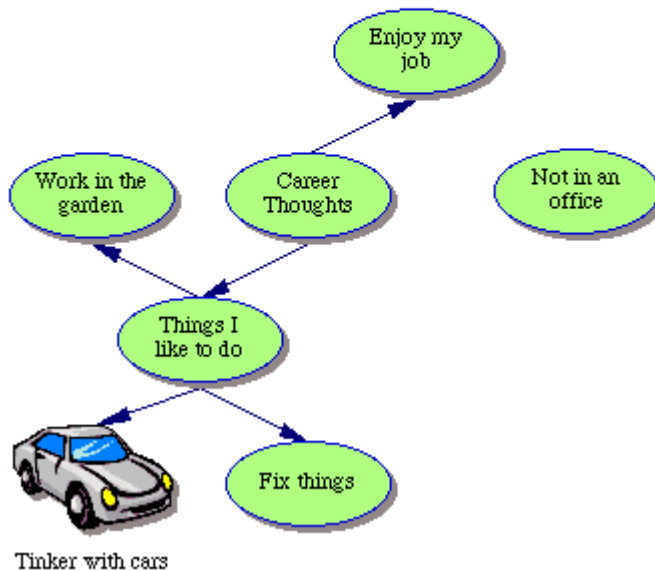 Enjoy my
job
Work in the
garden
Career
Thoughts
Not in an
office
Things I
like to do
Fix things
Tinker with cars